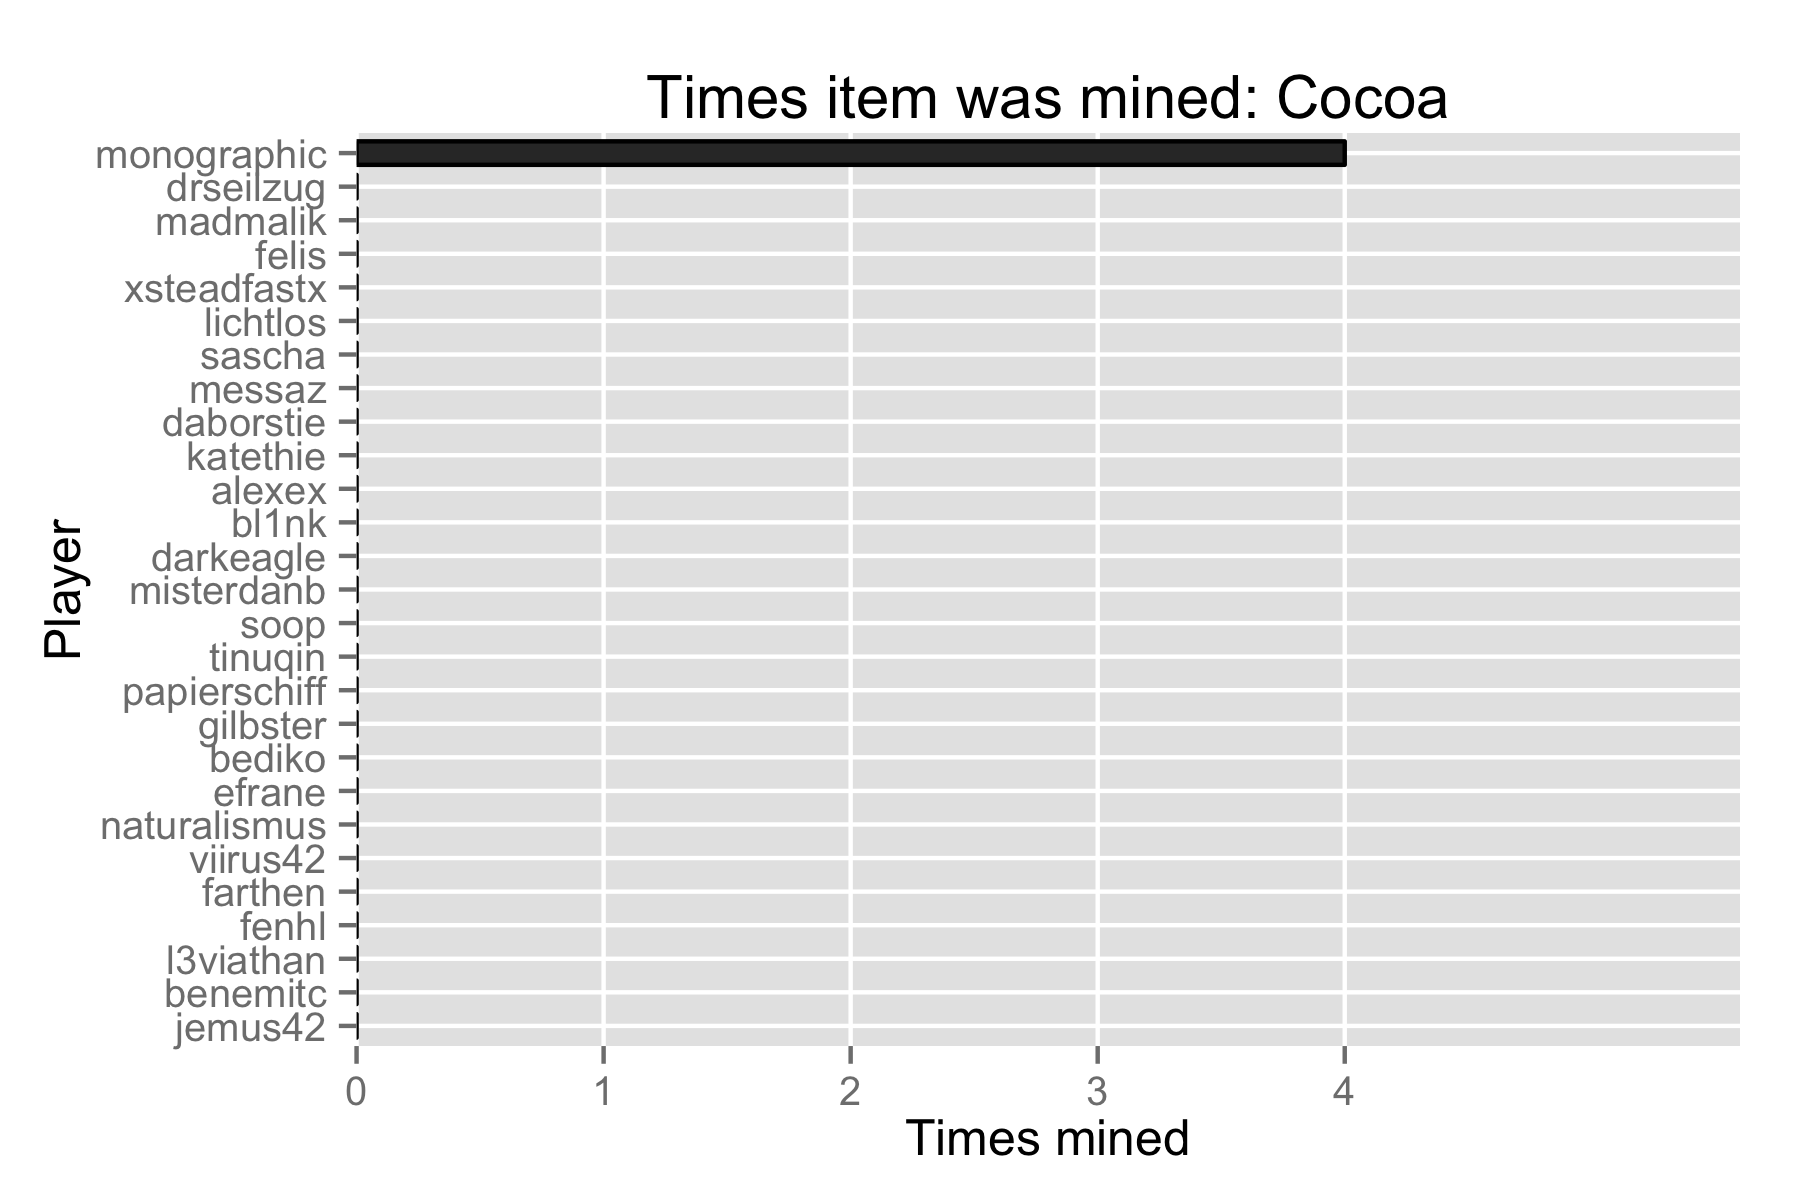 Times item was mined: Cocoa
monographic
drseilzug
madmalik
felis
xsteadfastx
lichtlos
sascha
messaz
daborstie
katethie
alexex
bl1nk
darkeagle
misterdanb
soop
tinuqin
papierschiff
gilbster
bediko
efrane
naturalismus
viirus42
farthen
fenhl
l3viathan
benemitc
jemus42
Player
0 1 2 3 4
Times mined